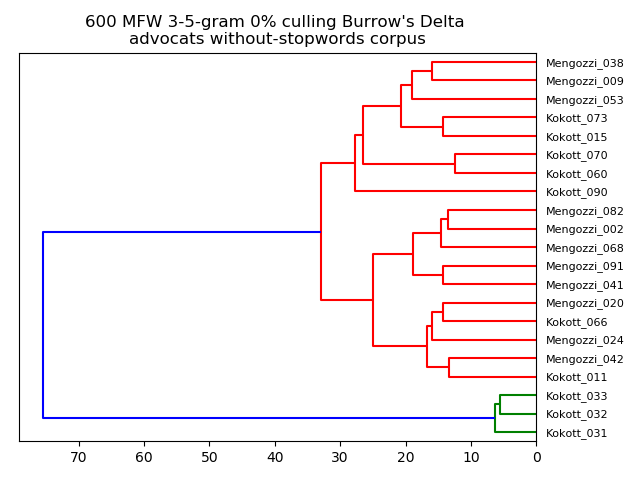 600 MFW 3-5-gram 0% culling Burrow's Delta
advocats without-stopwords corpus
Mengozzi_038
Mengozzi_009
Mengozzi_053
Kokott_073
Kokott_015
Kokott_070
Kokott_060
Kokott_090
Mengozzi_082
Mengozzi_002
Mengozzi_068
Mengozzi_091
Mengozzi_041
Mengozzi_020
Kokott_066
Mengozzi_024
Mengozzi_042
Kokott_011
Kokott_033
Kokott_032
Kokott_031
70 60 50 40 30 20 10 0